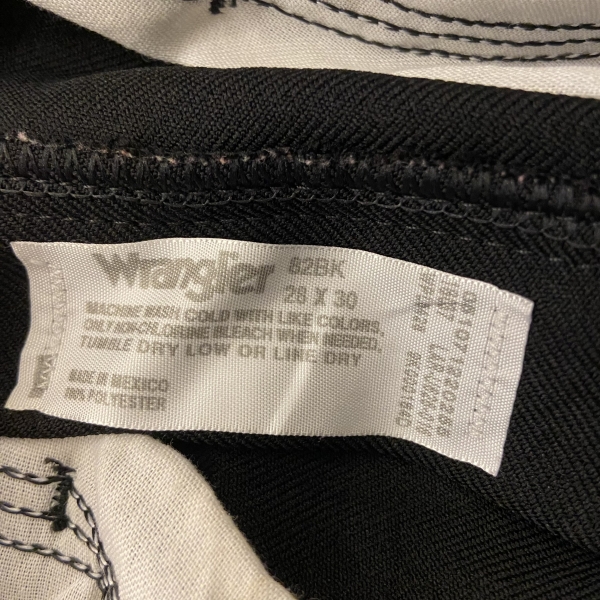 Wrangler 82BK
28 X 30
MACHINE WASH COLD WITH LIKE COLORS.
ONLY NON-CHLORINE BLEACH WHEN NEEDED.
TUMBLE DRY LOW OR LINE DRY
MADE IN MEXICO
100% POLYESTER